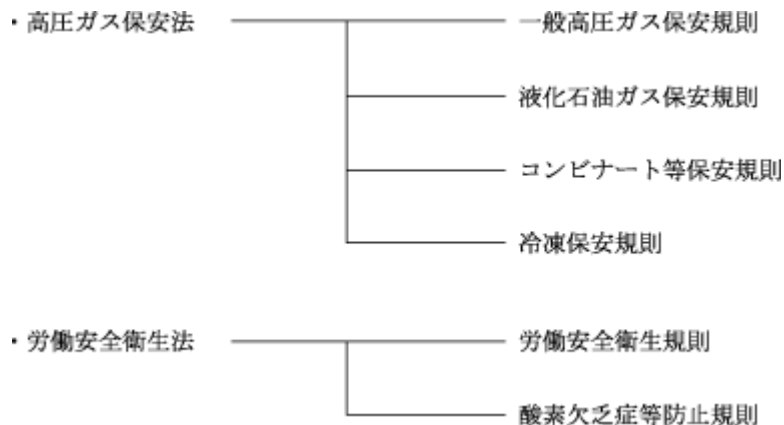 ・高圧ガス保安法 一般高圧ガス保安規則
液化石油ガス保安規則
コンビナート等保安規則
冷凍保安規則
・労働安全衛生法 労働安全衛生規則
酸素欠乏症等防止規則